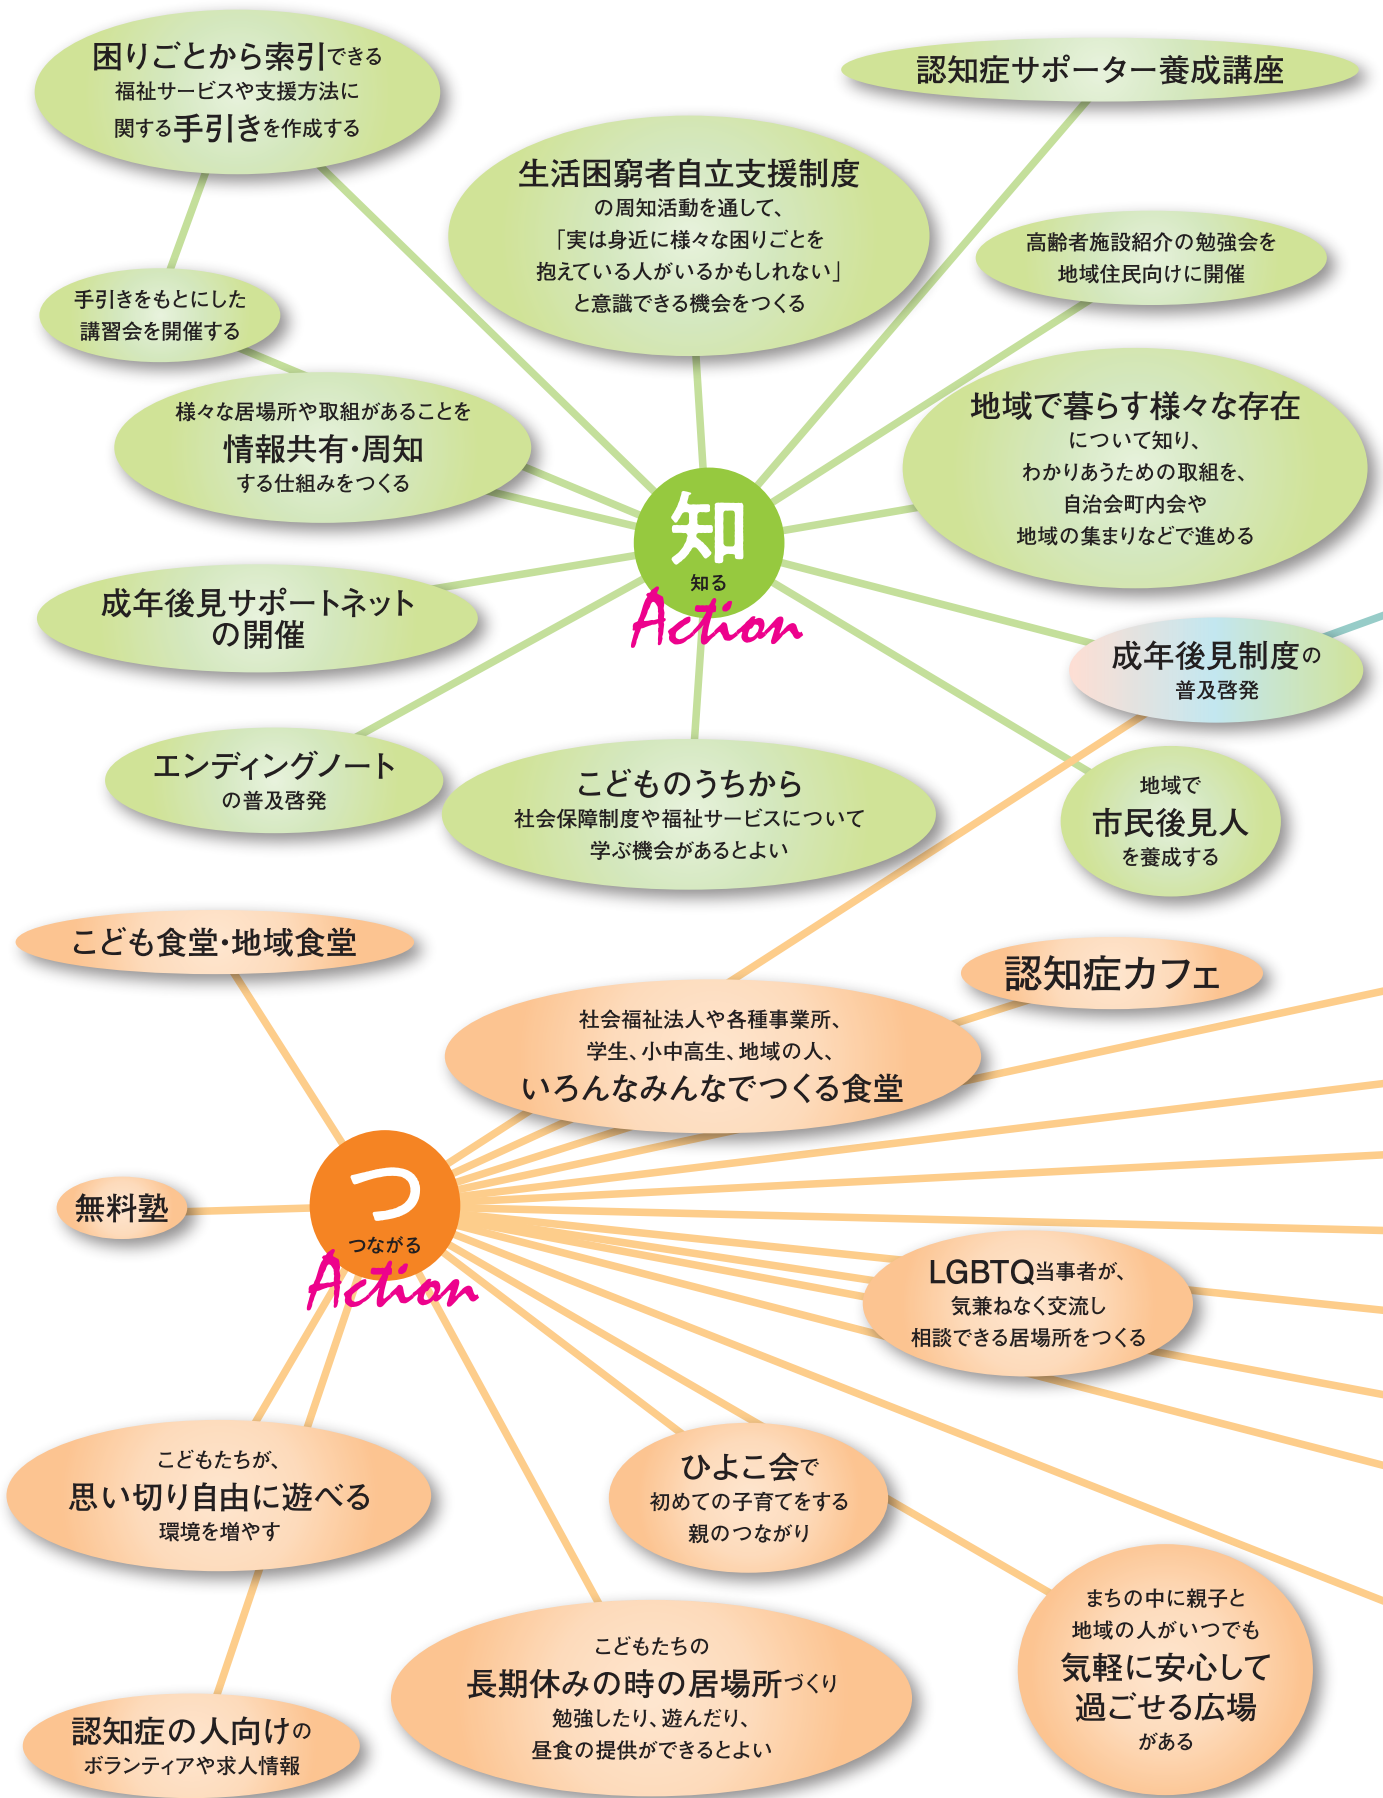 困りごとから索引できる
福祉サービスや支援方法に
関する手引きを作成する
認知症サポーター養成講座
生活困窮者自立支援制度
の周知活動を通して、
「実は身近に様々な困りごとを
抱えている人がいるかもしれない」
と意識できる機会をつくる
高齢者施設紹介の勉強会を
地域住民向けに開催
手引きをもとにした
講習会を開催する
様々な居場所や取組があることを
情報共有・周知
する仕組みをつくる
地域で暮らす様々な存在
について知り、
わかりあうための取組を、
自治会町内会や
地域の集まりなどで進める
知
知る
Action
成年後見サポートネット
の開催
成年後見制度の
普及啓発
エンディングノート
の普及啓発
こどものうちから
社会保障制度や福祉サービスについて
学ぶ機会があるとよい
地域で
市民後見人
を養成する
こども食堂・地域食堂
認知症カフェ
社会福祉法人や各種事業所、
学生、小中高生、地域の人、
いろんなみんなでつくる食堂
無料塾
つ
つながる
Action
LGBTQ当事者が、
気兼ねなく交流し
相談できる居場所をつくる
こどもたちが、
思い切り自由に遊べる
環境を増やす
ひよこ会で
初めての子育てをする
親のつながり
まちの中に親子と
地域の人がいつでも
気軽に安心して
過ごせる広場
がある
こどもたちの
長期休みの時の居場所づくり
勉強したり、遊んだり、
昼食の提供ができるとよい
認知症の人向けの
ボランティアや求人情報